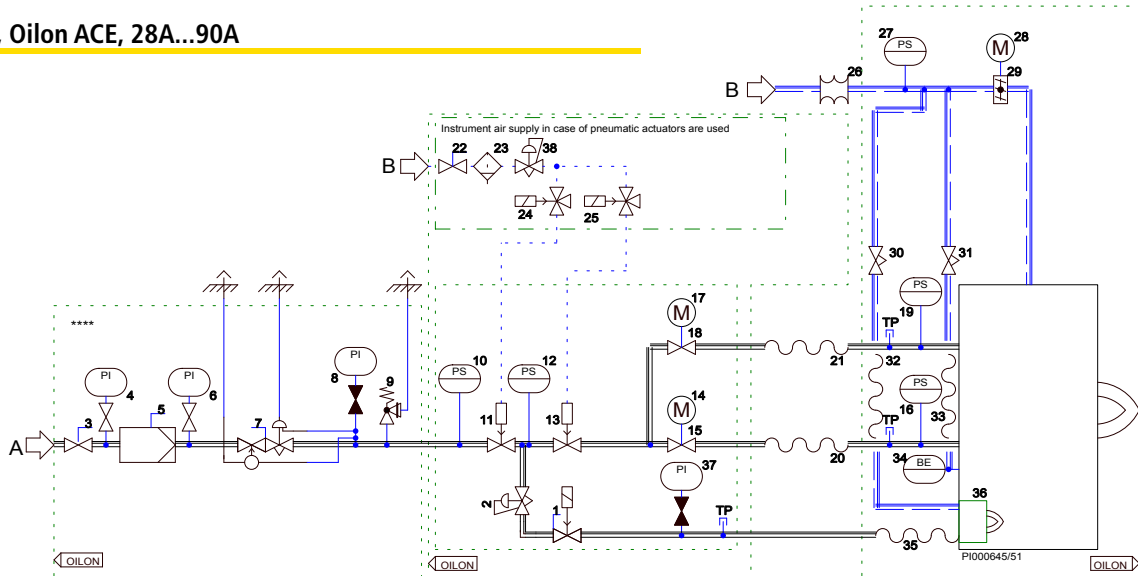 , Oilon ACE, 28A...90A
27
PS
28
M
26
29
B
Instrument air supply in case of pneumatic actuators are used
22
23
38
B
24
25
30
31
17
M
18
PS
19
TP
****
PI
4
PI
6
PI
8
9
10
PS
12
PS
21
32
14
M
PS
16
33
3
5
7
11
13
15
TP
A
20
34
BE
37
PI
2
1
TP
36
35
OILON
OILON
PI000645/51
OILON